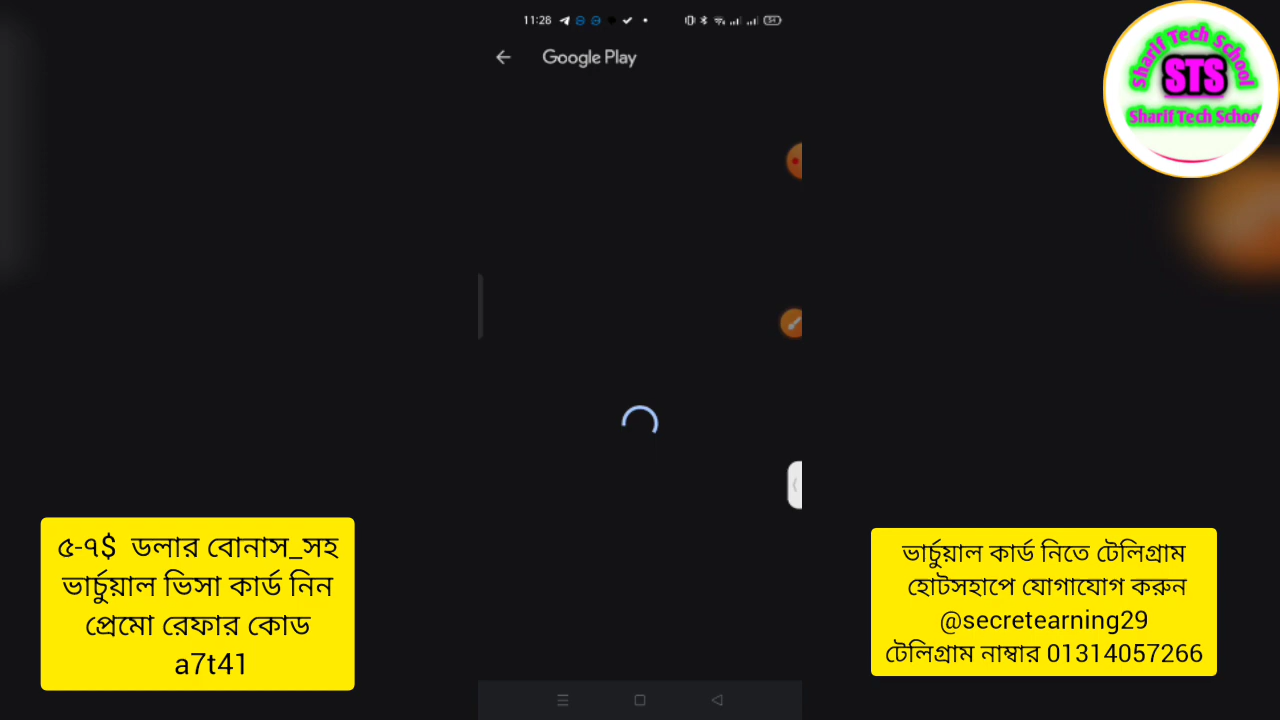 11:28
54
Google Play
Sharif Tech School
STS
Sharif Tech School
৫-৭$ ডলার বোনাস_সহ
ভার্চুয়াল ভিসা কার্ড নিন
প্রেমো রেফার কোড
a7t41
ভার্চুয়াল কার্ড নিতে টেলিগ্রাম
হোটসহাপে যোগাযোগ করুন
@secretearning29
টেলিগ্রাম নাম্বার 01314057266